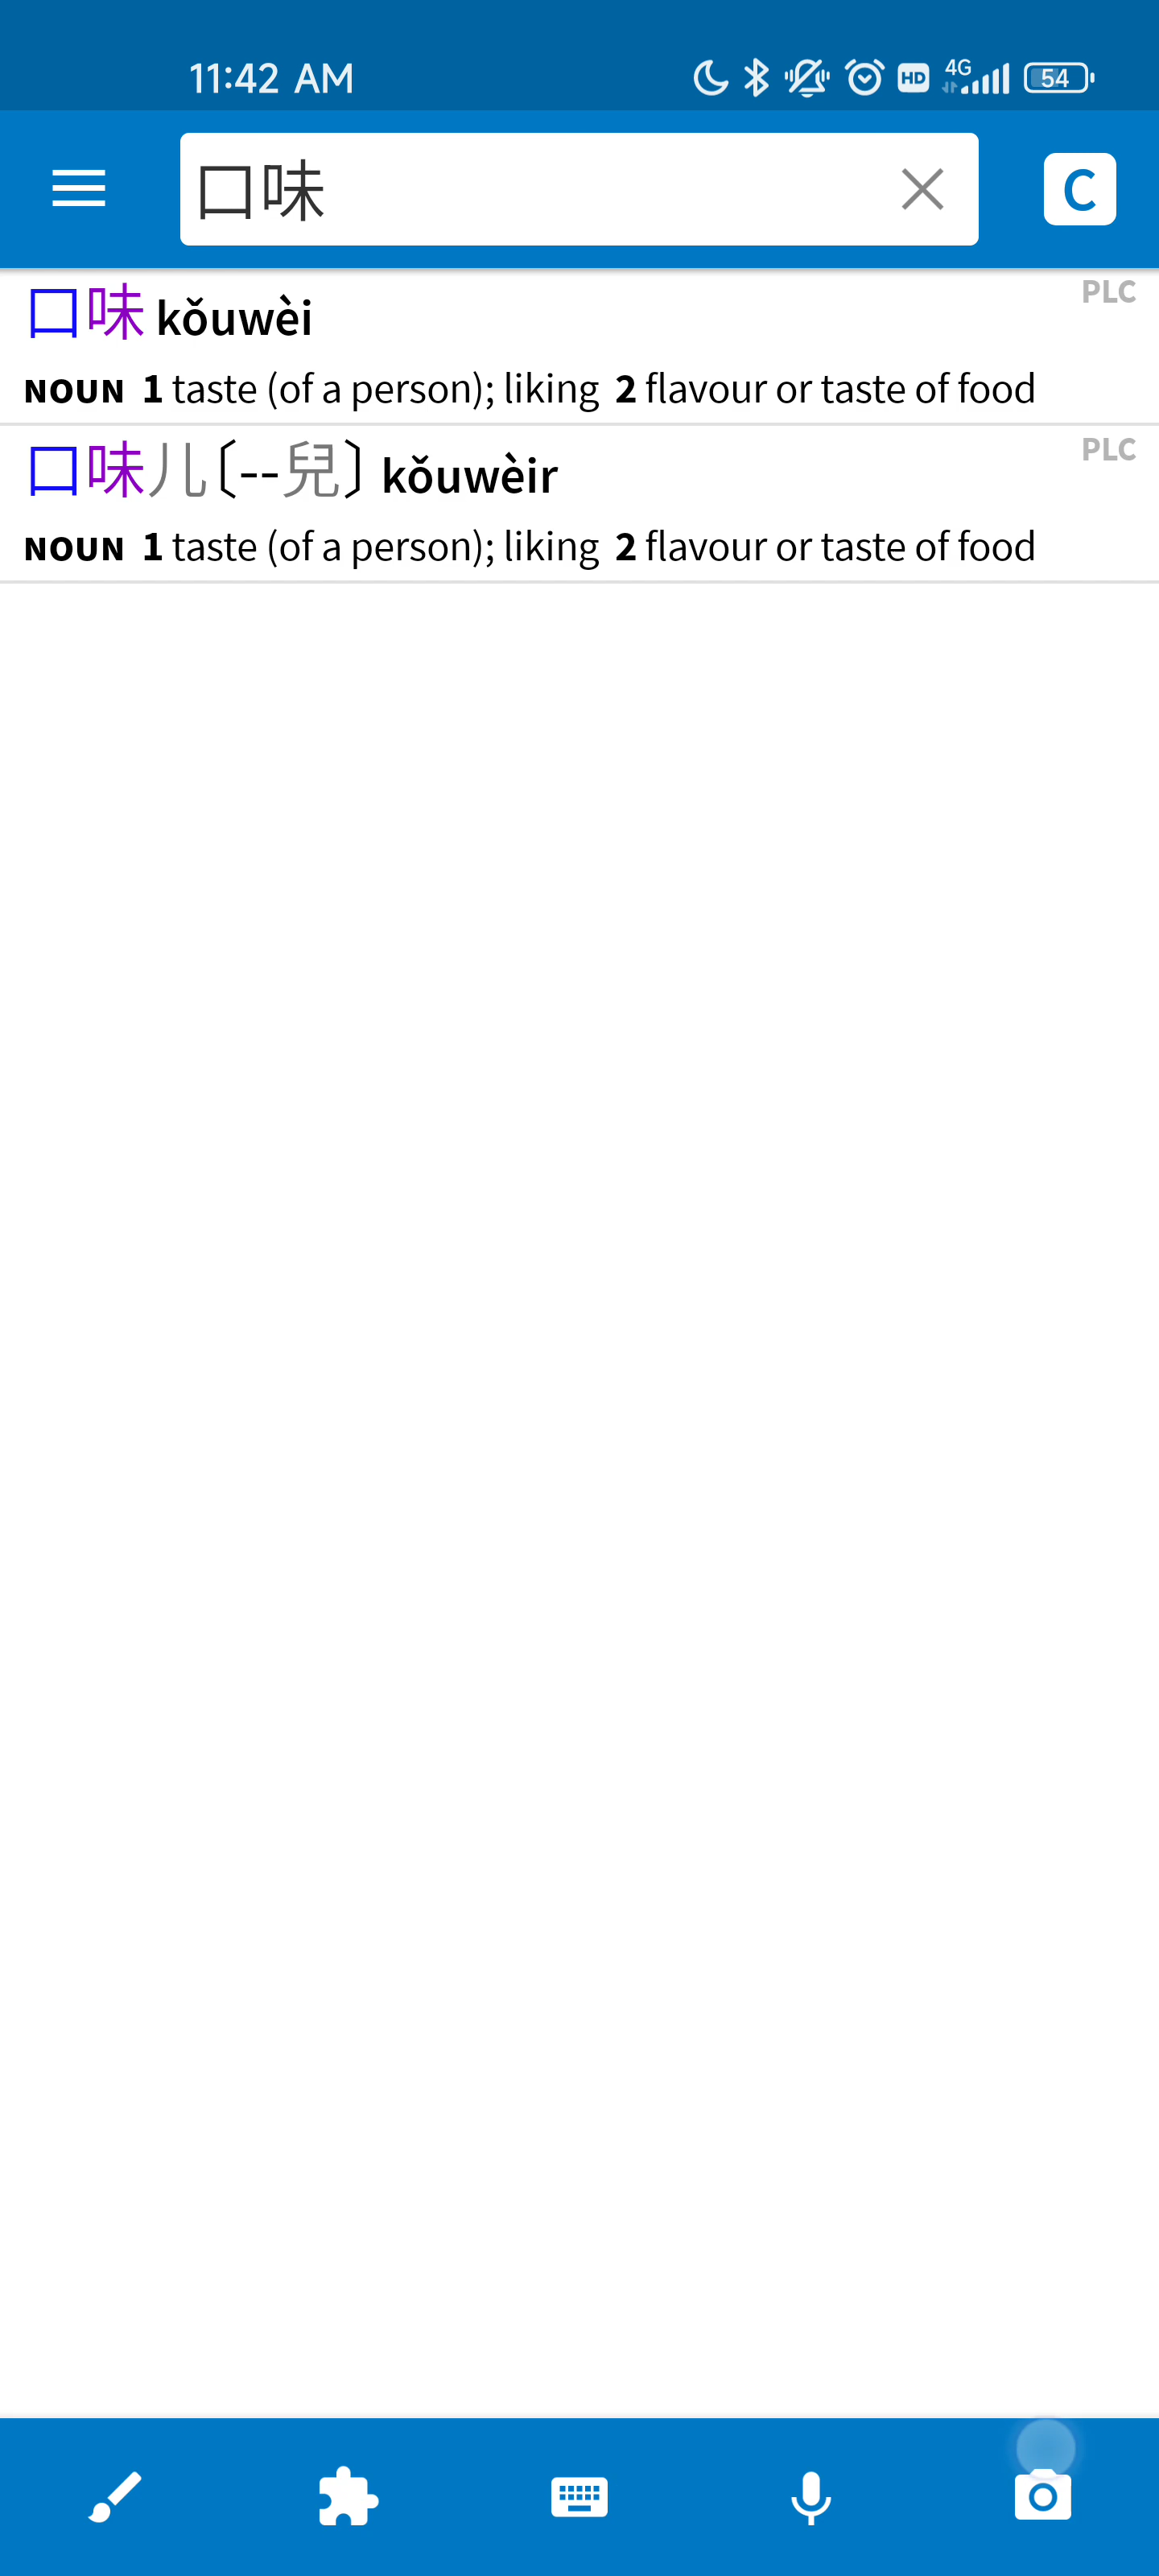 11:42 AM
HD 4G 54
口味
C
口味 kǒuwèi PLC
NOUN 1 taste (of a person); liking 2 flavour or taste of food
口味儿〔--兒〕 kǒuwèir PLC
NOUN 1 taste (of a person); liking 2 flavour or taste of food